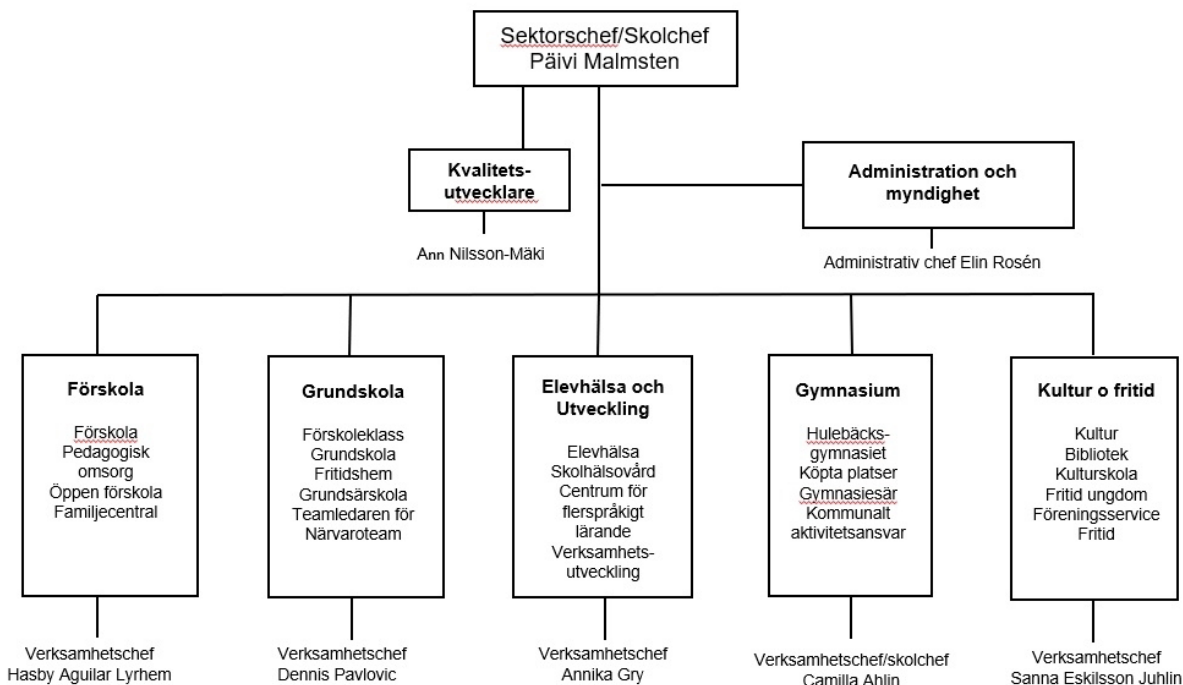 Sektorschef/Skolchef
Päivi Malmsten
Kvalitets-
utvecklare
Ann Nilsson-Mäki
Administration och
myndighet
Administrativ chef Elin Rosén
Förskola
Förskola
Pedagogisk
omsorg
Öppen förskola
Familjecentral
Verksamhetschef
Hasby Aguilar Lyrhem
Grundskola
Förskoleklass
Grundskola
Fritidshem
Grundsärskola
Teamledaren för
Närvaroteam
Verksamhetschef
Dennis Pavlovic
Elevhälsa och
Utveckling
Elevhälsa
Skolhälsovård
Centrum för
flerspråkigt
lärande
Verksamhets-
utveckling
Verksamhetschef
Annika Gry
Gymnasium
Hulebäcks-
gymnasiet
Köpta platser
Gymnasiesär
Kommunalt
aktivitetsansvar
Verksamhetschef/skolchef
Camilla Ahlin
Kultur o fritid
Kultur
Bibliotek
Kulturskola
Fritid ungdom
Föreningsservice
Fritid
Verksamhetschef
Sanna Eskilsson Juhlin